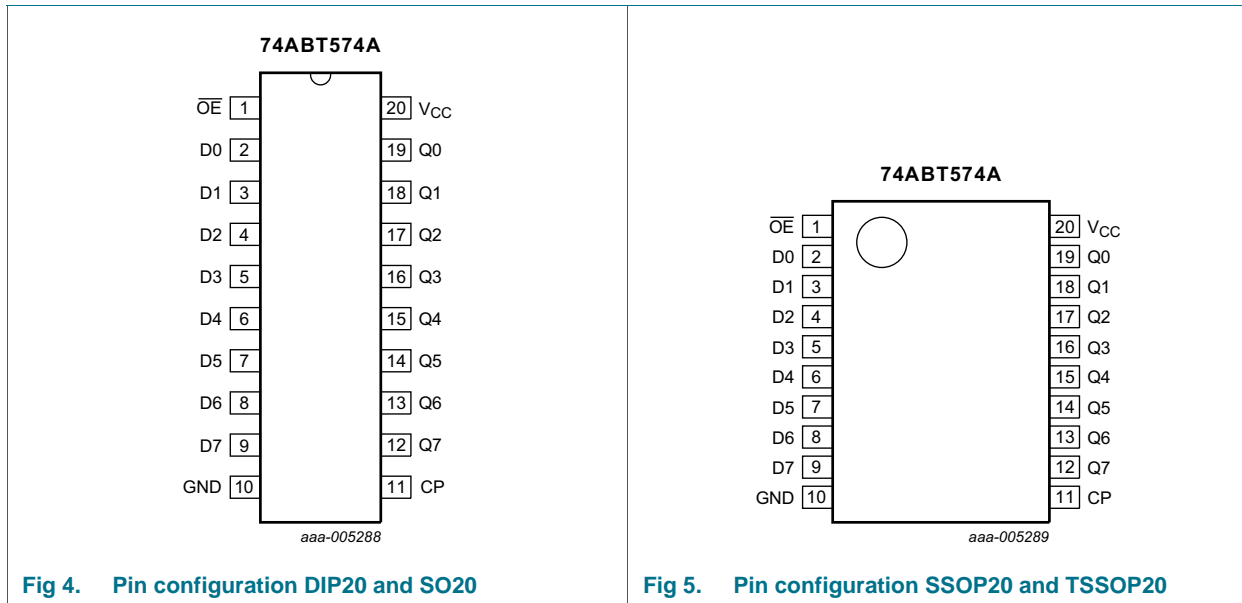 74ABT574A
OE 1 20 VCC
D0 2 19 Q0
D1 3 18 Q1
D2 4 17 Q2
D3 5 16 Q3
D4 6 15 Q4
D5 7 14 Q5
D6 8 13 Q6
D7 9 12 Q7
GND 10 11 CP
aaa-005288
Fig 4. Pin configuration DIP20 and SO20
74ABT574A
OE 1 20 VCC
D0 2 19 Q0
D1 3 18 Q1
D2 4 17 Q2
D3 5 16 Q3
D4 6 15 Q4
D5 7 14 Q5
D6 8 13 Q6
D7 9 12 Q7
GND 10 11 CP
aaa-005289
Fig 5. Pin configuration SSOP20 and TSSOP20